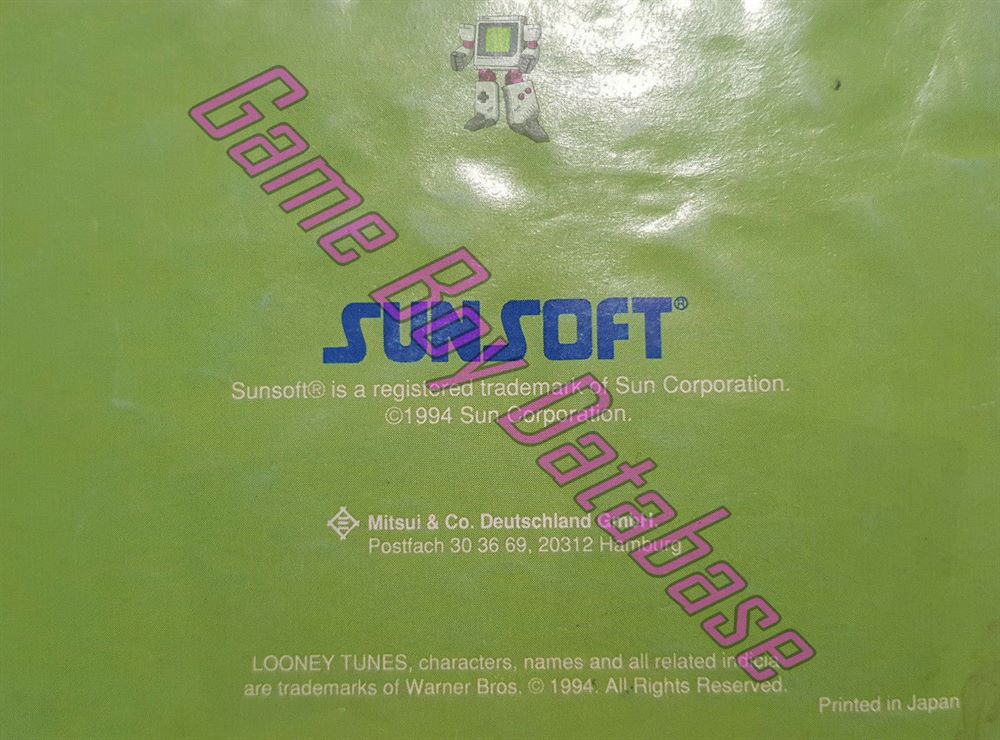 Game Boy Database
SUNSOFT®
Sunsoft® is a registered trademark of Sun Corporation.
©1994 Sun Corporation.
Mitsui & Co. Deutschland GmbH.
Postfach 30 36 69, 20312 Hamburg
LOONEY TUNES, characters, names and all related indicia
are trademarks of Warner Bros. © 1994. All Rights Reserved.
Printed in Japan